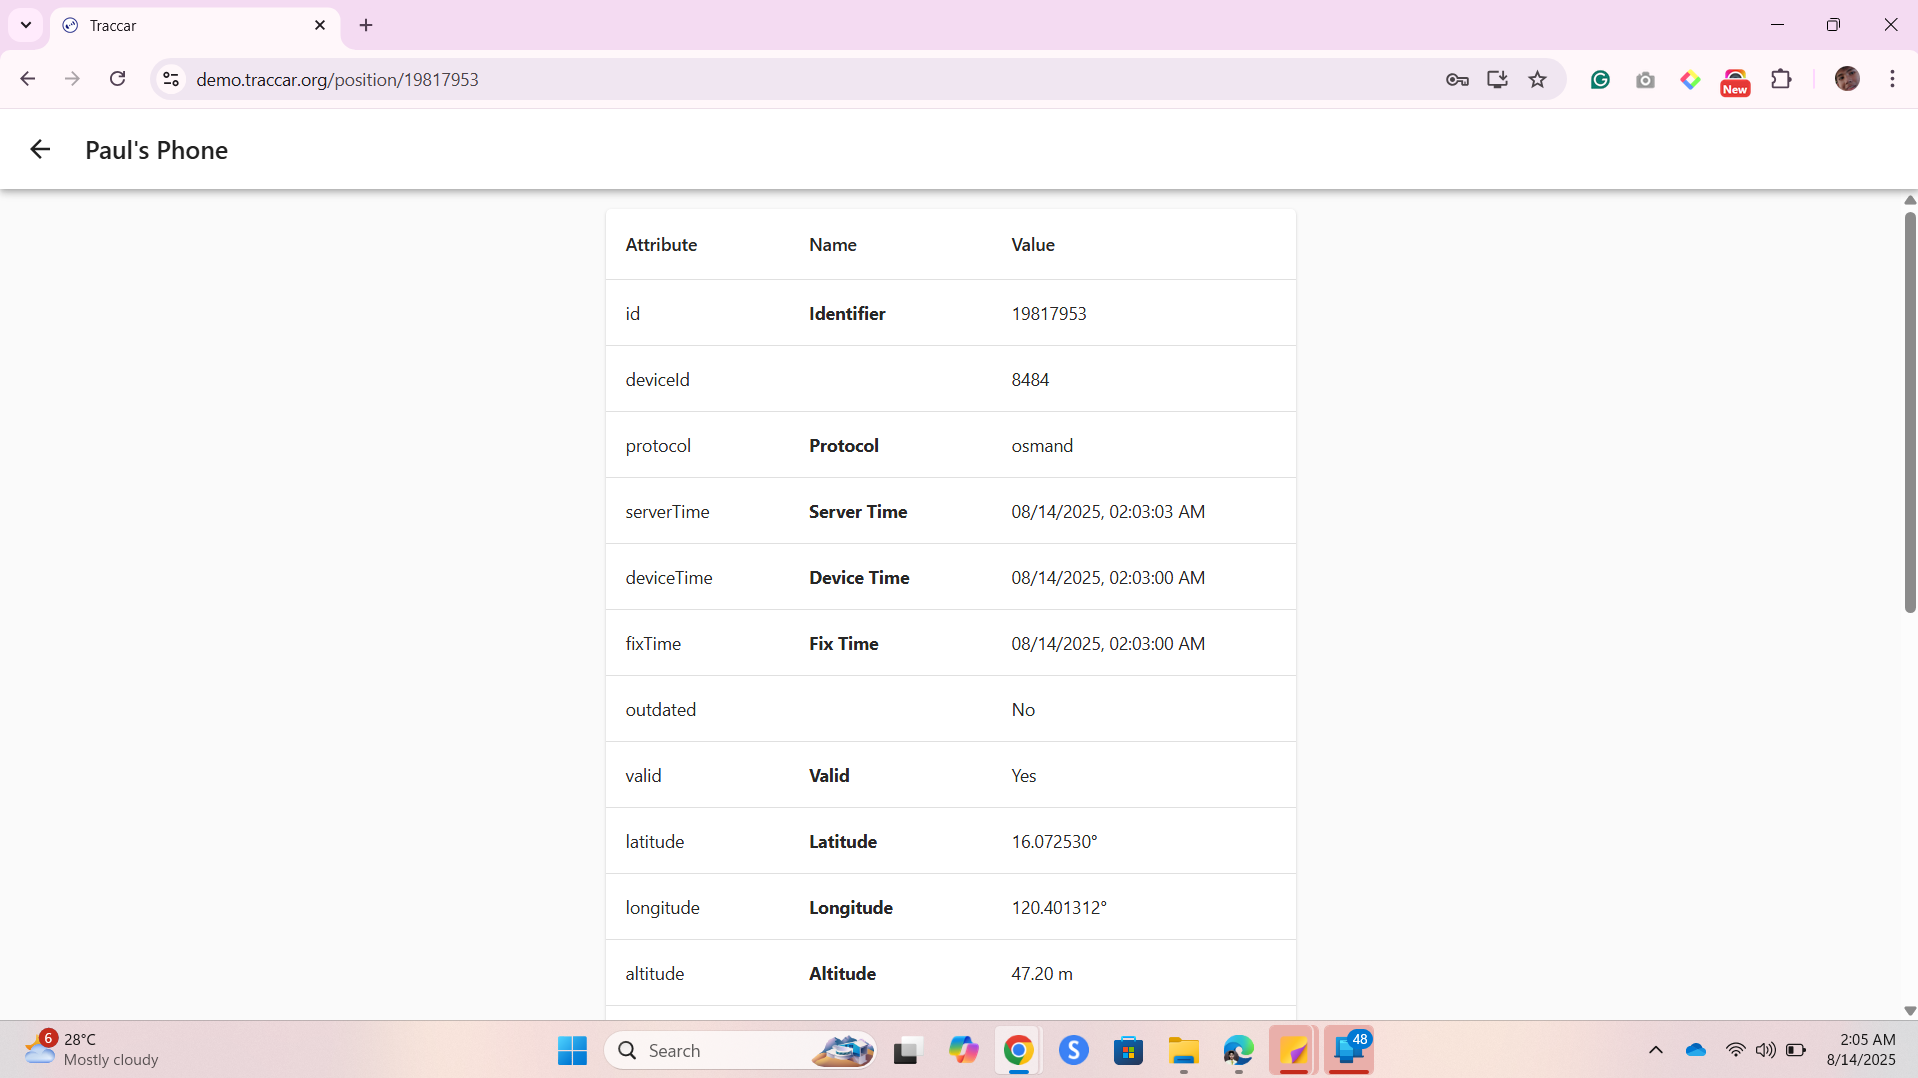 Traccar
demo.traccar.org/position/19817953
New
Paul's Phone
Attribute Name Value
id Identifier 19817953
deviceId 8484
protocol Protocol osmand
serverTime Server Time 08/14/2025, 02:03:03 AM
deviceTime Device Time 08/14/2025, 02:03:00 AM
fixTime Fix Time 08/14/2025, 02:03:00 AM
outdated No
valid Valid Yes
latitude Latitude 16.072530°
longitude Longitude 120.401312°
altitude Altitude 47.20 m
6 28°C
Mostly cloudy
Search
S
48
2:05 AM
8/14/2025